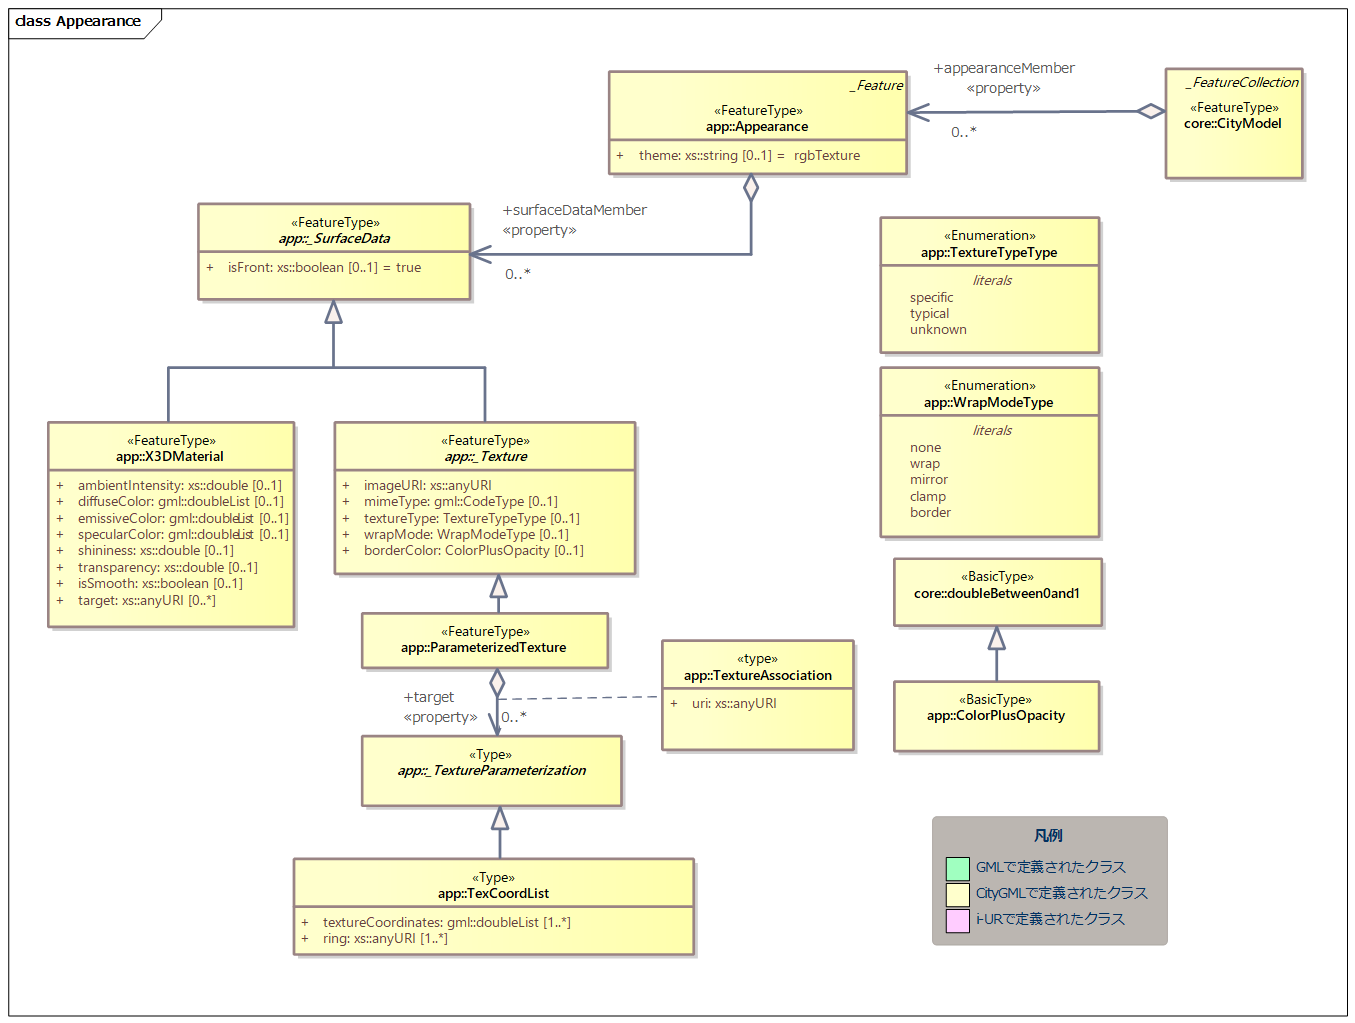 class Appearance
_Feature
«FeatureType»
app::Appearance
+ theme: xs::string [0..1] = rgbTexture
+appearanceMember
«property»
0..*
_FeatureCollection
«FeatureType»
core::CityModel
+surfaceDataMember
«property»
0..*
«FeatureType»
app::_SurfaceData
+ isFront: xs::boolean [0..1] = true
«Enumeration»
app::TextureTypeType
literals
specific
typical
unknown
«Enumeration»
app::WrapModeType
literals
none
wrap
mirror
clamp
border
«FeatureType»
app::X3DMaterial
+ ambientIntensity: xs::double [0..1]
+ diffuseColor: gml::doubleList [0..1]
+ emissiveColor: gml::doubleList [0..1]
+ specularColor: gml::doubleList [0..1]
+ shininess: xs::double [0..1]
+ transparency: xs::double [0..1]
+ isSmooth: xs::boolean [0..1]
+ target: xs::anyURI [0..*]
«FeatureType»
app::_Texture
+ imageURI: xs::anyURI
+ mimeType: gml::CodeType [0..1]
+ textureType: TextureTypeType [0..1]
+ wrapMode: WrapModeType [0..1]
+ borderColor: ColorPlusOpacity [0..1]
«FeatureType»
app::ParameterizedTexture
+target
«property»
0..*
«type»
app::TextureAssociation
+ uri: xs::anyURI
«BasicType»
core::doubleBetween0and1
«BasicType»
app::ColorPlusOpacity
«Type»
app::_TextureParameterization
«Type»
app::TexCoordList
+ textureCoordinates: gml::doubleList [1..*]
+ ring: xs::anyURI [1..*]
凡例
GMLで定義されたクラス
CityGMLで定義されたクラス
i-URで定義されたクラス